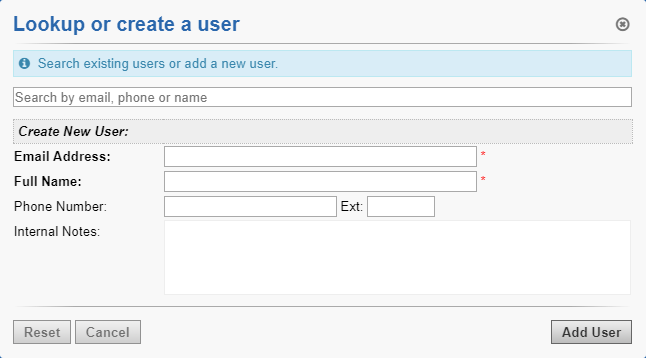 Lookup or create a user
Search existing users or add a new user.
Search by email, phone or name
Create New User:
Email Address: *
Full Name: *
Phone Number: Ext:
Internal Notes:
Reset Cancel Add User